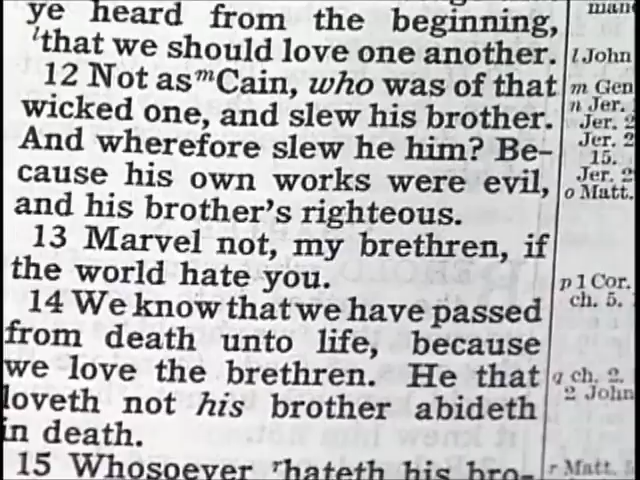 ye heard from the beginning,
l that we should love one another.
12 Not as m Cain, who was of that
wicked one, and slew his brother.
And wherefore slew he him? Be-
cause his own works were evil,
and his brother's righteous.
13 Marvel not, my brethren, if
the world hate you.
14 We know that we have passed
from death unto life, because
we love the brethren. He that
loveth not his brother abideth
in death.
15 Whosoever r hateth his bro-
l John
m Gen
n Jer.
Jer. 2
Jer. 2
15.
Jer. 2
o Matt.
p 1 Cor.
ch. 5.
q ch. 2.
2 John
r Matt. 5